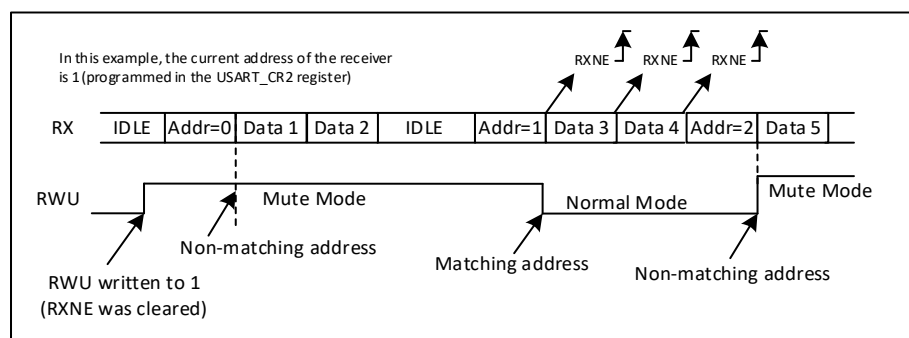 In this example, the current address of the receiver
is 1(programmed in the USART_CR2 register)
RXNE RXNE RXNE
RX IDLE Addr=0 Data 1 Data 2 IDLE Addr=1 Data 3 Data 4 Addr=2 Data 5
RWU Mute Mode Normal Mode Mute Mode
Non-matching address Matching address Non-matching address
RWU written to 1
(RXNE was cleared)